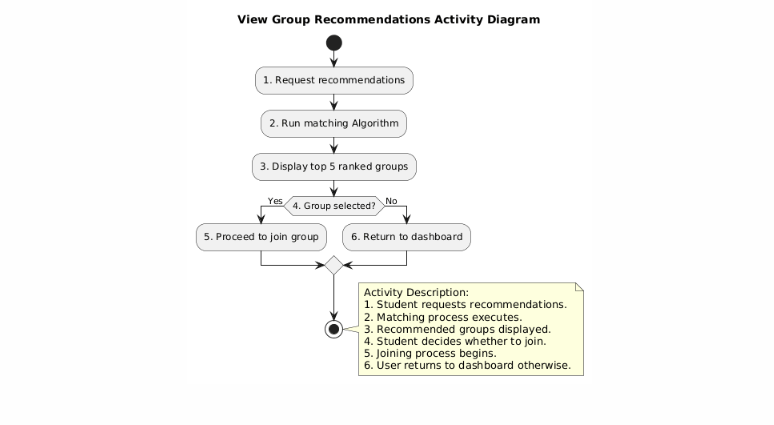 View Group Recommendations Activity Diagram
1. Request recommendations
2. Run matching Algorithm
3. Display top 5 ranked groups
Yes
4. Group selected?
No
5. Proceed to join group
6. Return to dashboard
Activity Description:
1. Student requests recommendations.
2. Matching process executes.
3. Recommended groups displayed.
4. Student decides whether to join.
5. Joining process begins.
6. User returns to dashboard otherwise.